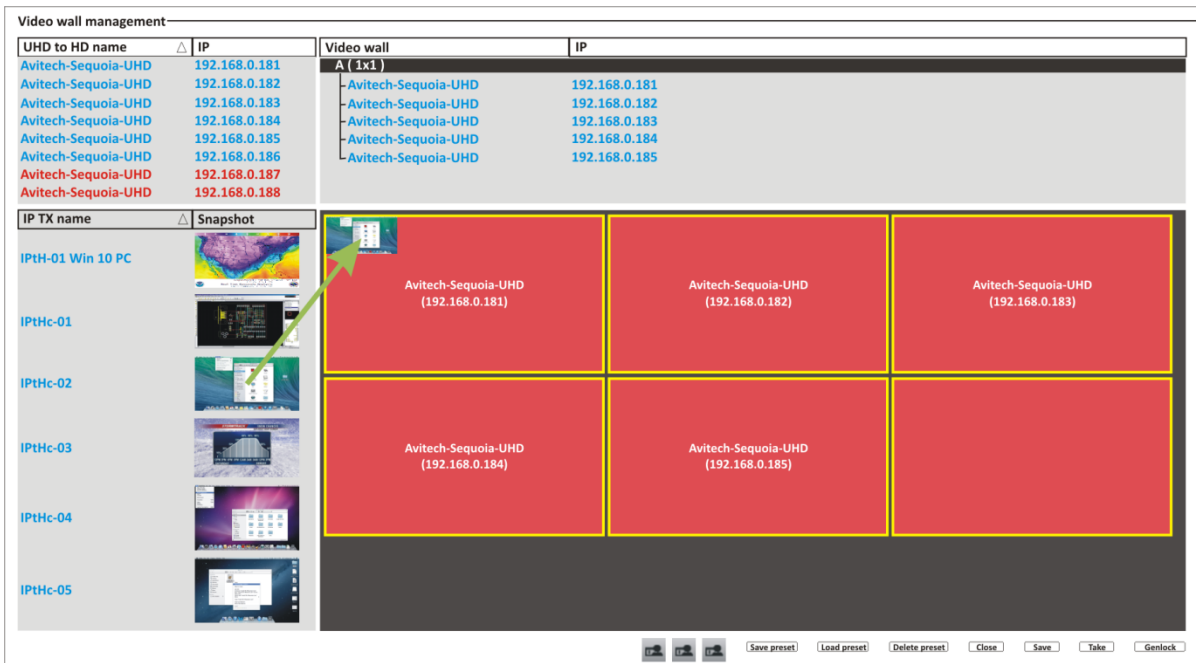 Video wall management
UHD to HD name △ IP
Avitech-Sequoia-UHD 192.168.0.181
Avitech-Sequoia-UHD 192.168.0.182
Avitech-Sequoia-UHD 192.168.0.183
Avitech-Sequoia-UHD 192.168.0.184
Avitech-Sequoia-UHD 192.168.0.185
Avitech-Sequoia-UHD 192.168.0.186
Avitech-Sequoia-UHD 192.168.0.187
Avitech-Sequoia-UHD 192.168.0.188
Video wall IP
A ( 1x1 )
Avitech-Sequoia-UHD 192.168.0.181
Avitech-Sequoia-UHD 192.168.0.182
Avitech-Sequoia-UHD 192.168.0.183
Avitech-Sequoia-UHD 192.168.0.184
Avitech-Sequoia-UHD 192.168.0.185
IP TX name △ Snapshot
IPtH-01 Win 10 PC
IPtHc-01
IPtHc-02
IPtHc-03
IPtHc-04
IPtHc-05
Avitech-Sequoia-UHD
(192.168.0.181)
Avitech-Sequoia-UHD
(192.168.0.182)
Avitech-Sequoia-UHD
(192.168.0.183)
Avitech-Sequoia-UHD
(192.168.0.184)
Avitech-Sequoia-UHD
(192.168.0.185)
Save preset Load preset Delete preset Close Save Take Genlock